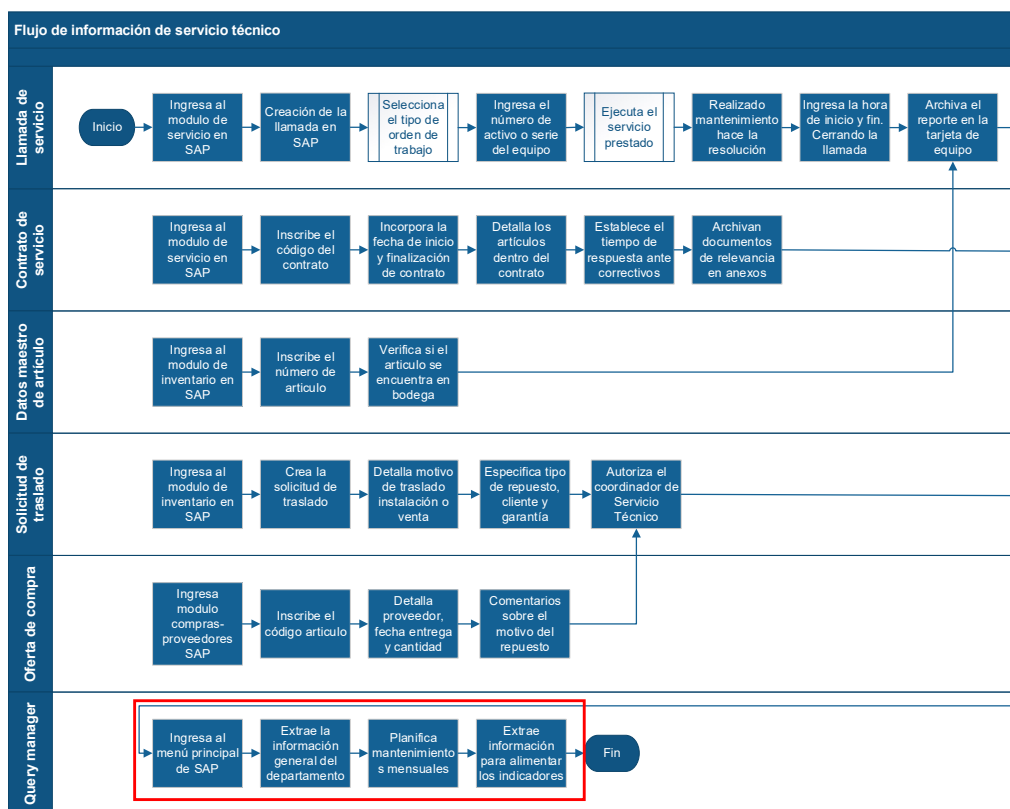 Flujo de información de servicio técnico
Llamada de
servicio
Inicio
Ingresa al
modulo de
servicio en
SAP
Creación de la
llamada en
SAP
Selecciona
el tipo de
orden de
trabajo
Ingresa el
número de
activo o serie
del equipo
Ejecuta el
servicio
prestado
Realizado
mantenimiento
hace la
resolución
Ingresa la hora
de inicio y fin.
Cerrando la
llamada
Archiva el
reporte en la
tarjeta de
equipo
Contrato de
servicio
Ingresa al
modulo de
servicio en
SAP
Inscribe el
código del
contrato
Incorpora la
fecha de inicio
y finalización
de contrato
Detalla los
artículos
dentro del
contrato
Establece el
tiempo de
respuesta ante
correctivos
Archivan
documentos
de relevancia
en anexos
Datos maestro
de artículo
Ingresa al
modulo de
inventario en
SAP
Inscribe el
número de
articulo
Verifica si el
articulo se
encuentra en
bodega
Solicitud de
traslado
Ingresa al
modulo de
inventario en
SAP
Crea la
solicitud de
traslado
Detalla motivo
de traslado
instalación o
venta
Especifica tipo
de repuesto,
cliente y
garantía
Autoriza el
coordinador de
Servicio
Técnico
Oferta de compra
Ingresa
modulo
compras-
proveedores
SAP
Inscribe el
código articulo
Detalla
proveedor,
fecha entrega
y cantidad
Comentarios
sobre el
motivo del
repuesto
Query manager
Ingresa al
menú principal
de SAP
Extrae la
información
general del
departamento
Planifica
mantenimiento
s mensuales
Extrae
información
para alimentar
los indicadores
Fin